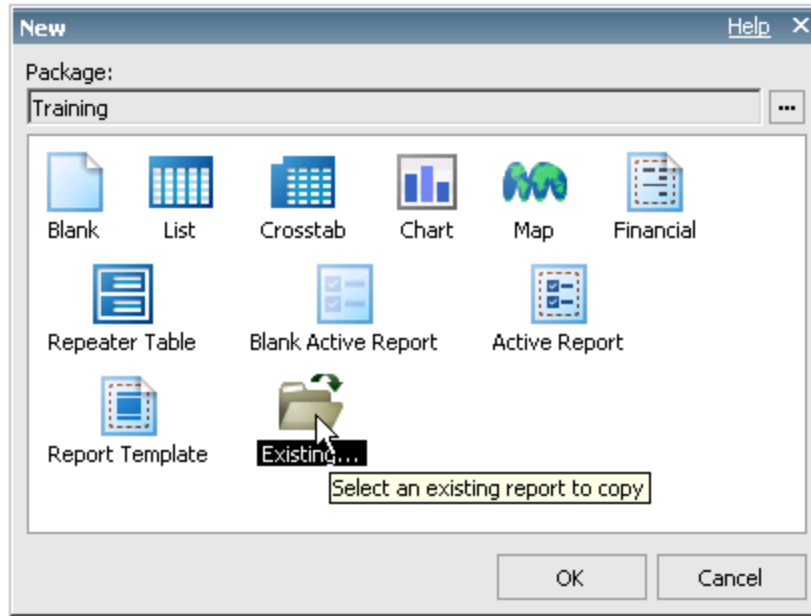 New Help X
Package:
Training ...
Blank List Crosstab Chart Map Financial
Repeater Table Blank Active Report Active Report
Report Template Existing...
Select an existing report to copy
OK Cancel